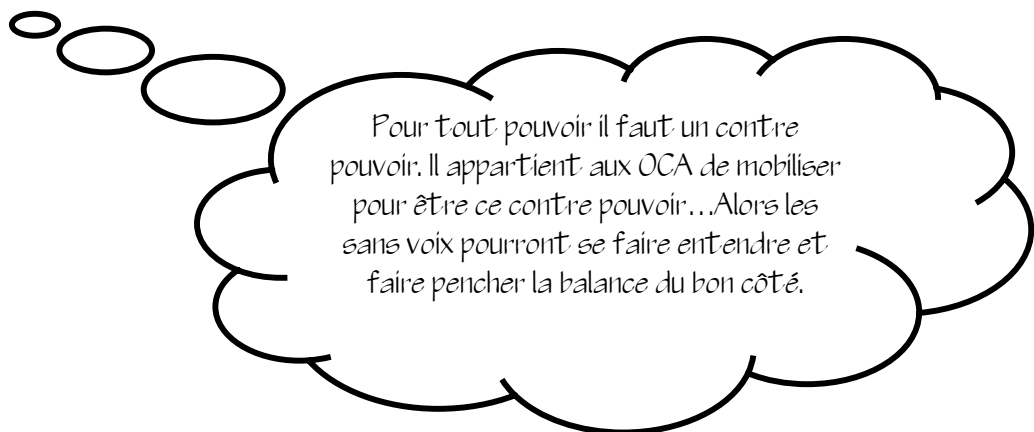 Pour tout pouvoir il faut un contre
pouvoir. Il appartient aux OCA de mobiliser
pour être ce contre pouvoir...Alors les
sans voix pourront se faire entendre et
faire pencher la balance du bon côté.